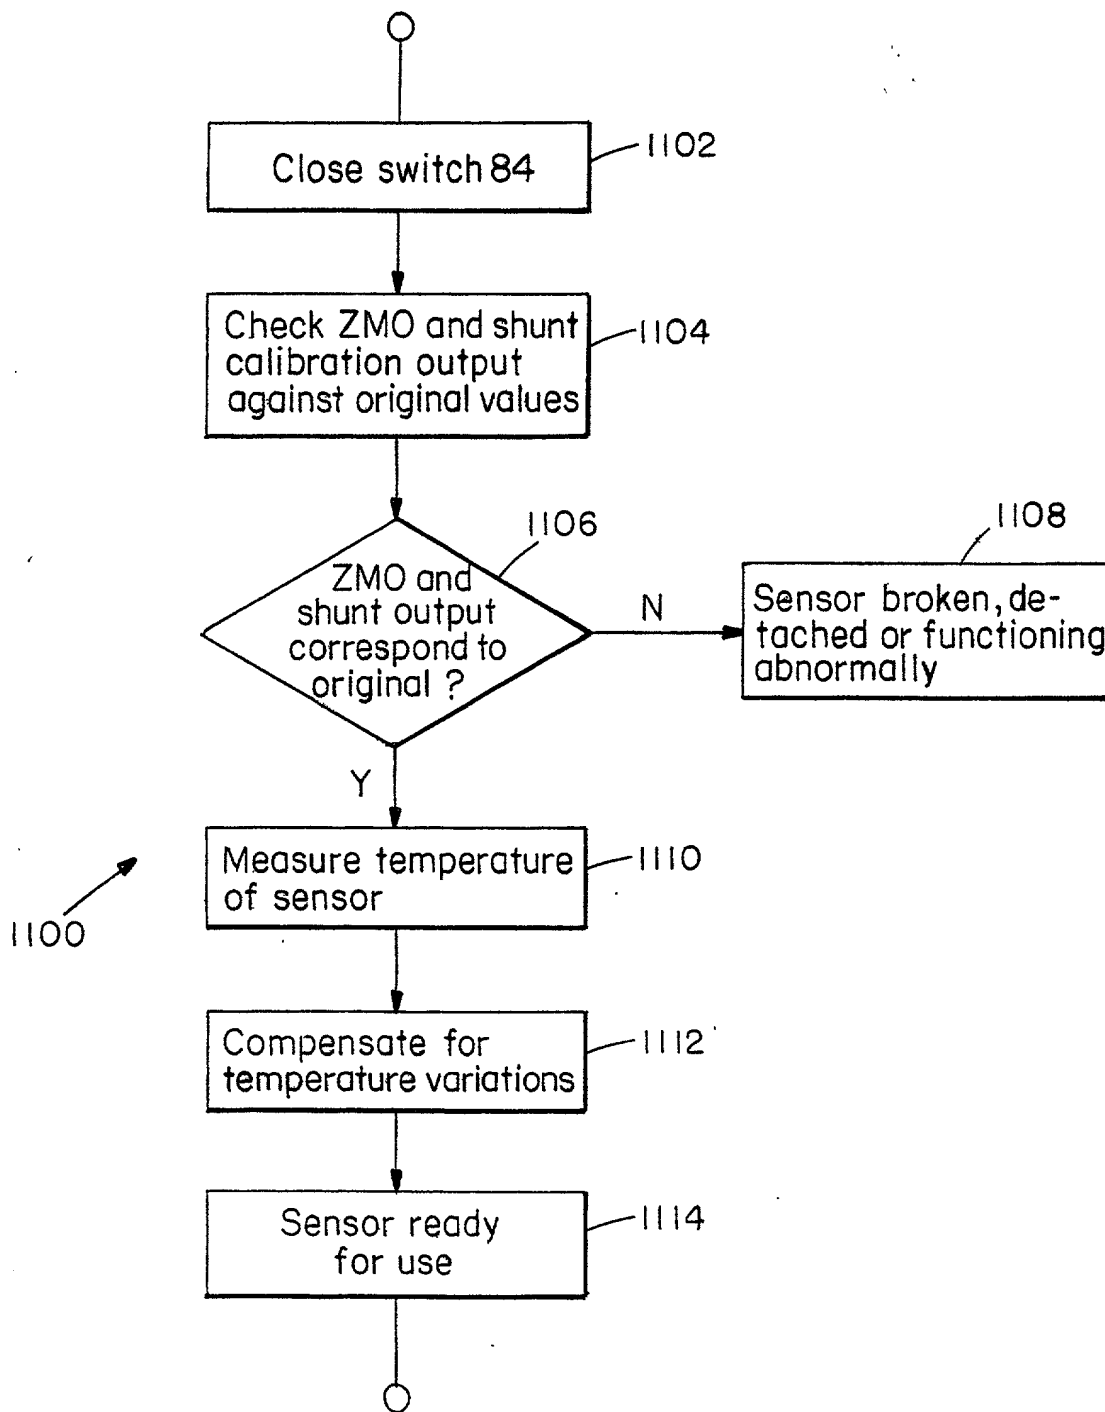 Close switch 84
1102
Check ZMO and shunt
calibration output
against original values
1104
1106
ZMO and
shunt output
correspond to
original ?
N
1108
Sensor broken, de-
tached or functioning
abnormally
Y
Measure temperature
of sensor
1110
1100
Compensate for
temperature variations
1112
Sensor ready
for use
1114